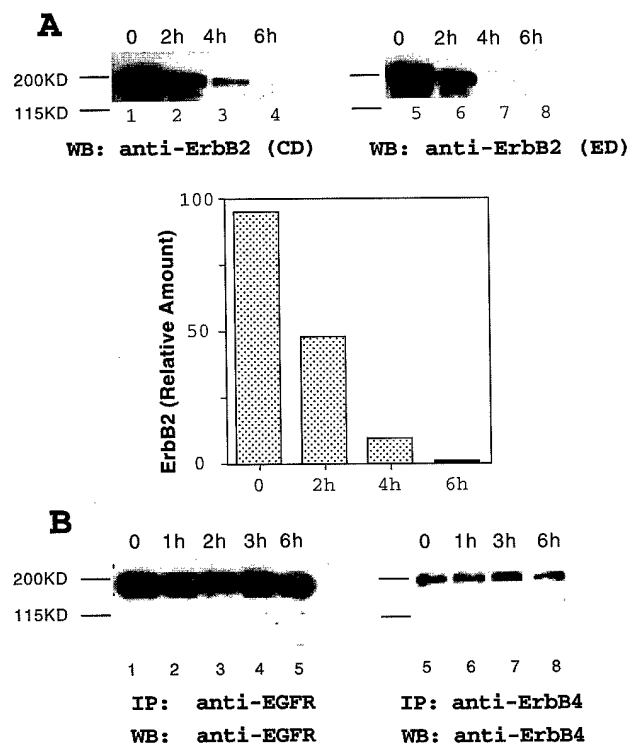 A
0 2h 4h 6h
0 2h 4h 6h
200KD
115KD
1 2 3 4
5 6 7 8
WB: anti-ErbB2 (CD)
WB: anti-ErbB2 (ED)
ErbB2 (Relative Amount)
100
50
0
0 2h 4h 6h
B
0 1h 2h 3h 6h
0 1h 3h 6h
200KD
115KD
1 2 3 4 5
5 6 7 8
IP: anti-EGFR
IP: anti-ErbB4
WB: anti-EGFR
WB: anti-ErbB4